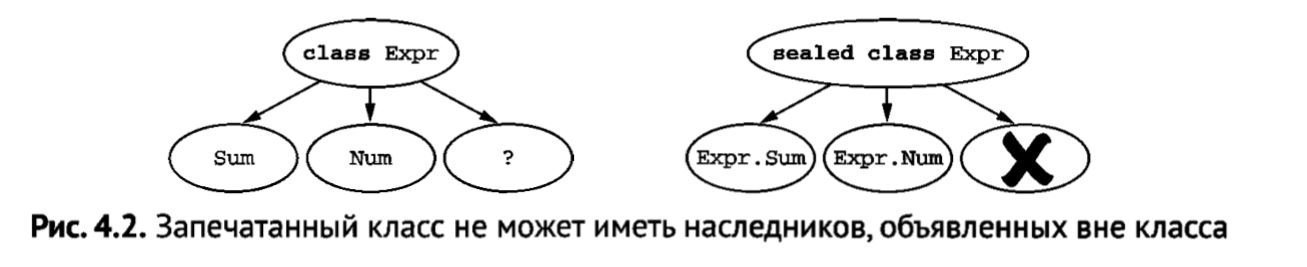 class Expr
sealed class Expr
Sum
Num
?
Expr.Sum
Expr.Num
Рис. 4.2. Запечатанный класс не может иметь наследников, объявленных вне класса